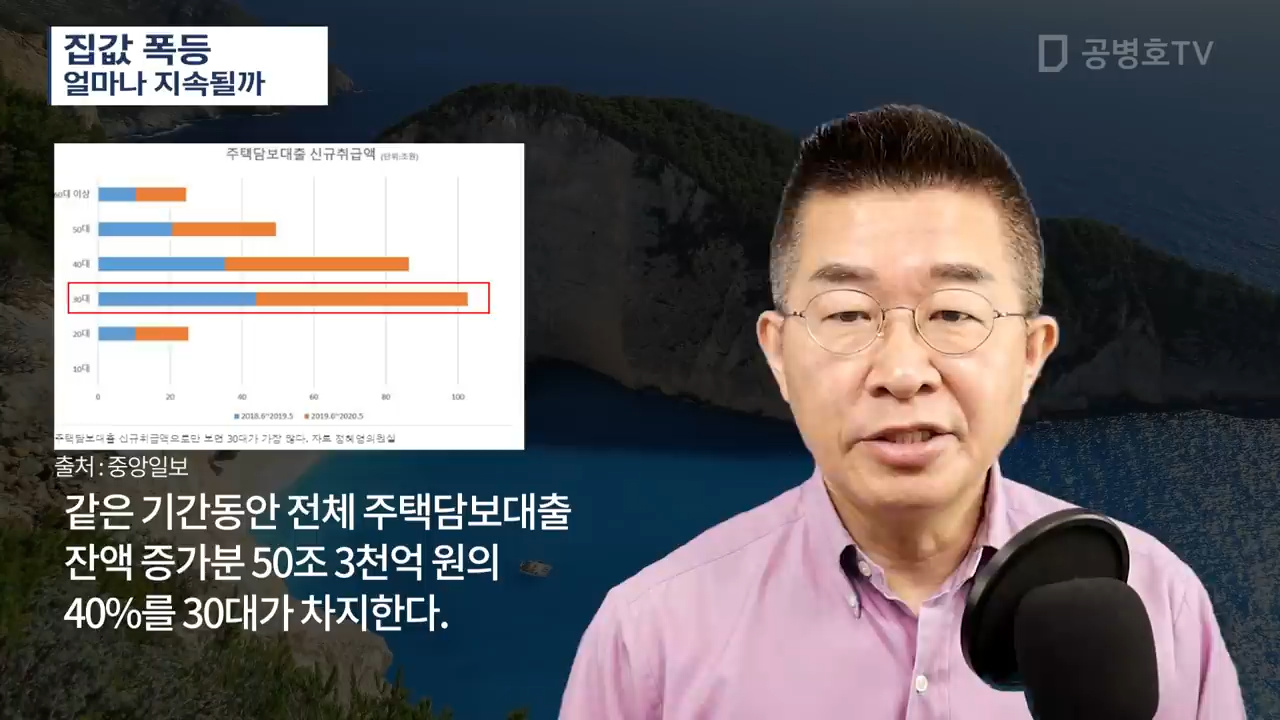 집값 폭등
얼마나 지속될까
공병호TV
주택담보대출 신규취급액 (단위:조원)
60대 이상
50대
40대
30대
20대
10대
0 20 40 60 80 100
2018.6~2019.5 2019.6~2020.5
주택담보대출 신규취급액으로만 보면 30대가 가장 많다. 자료 장혜영의원실
출처 : 중앙일보
같은 기간동안 전체 주택담보대출
잔액 증가분 50조 3천억 원의
40%를 30대가 차지한다.